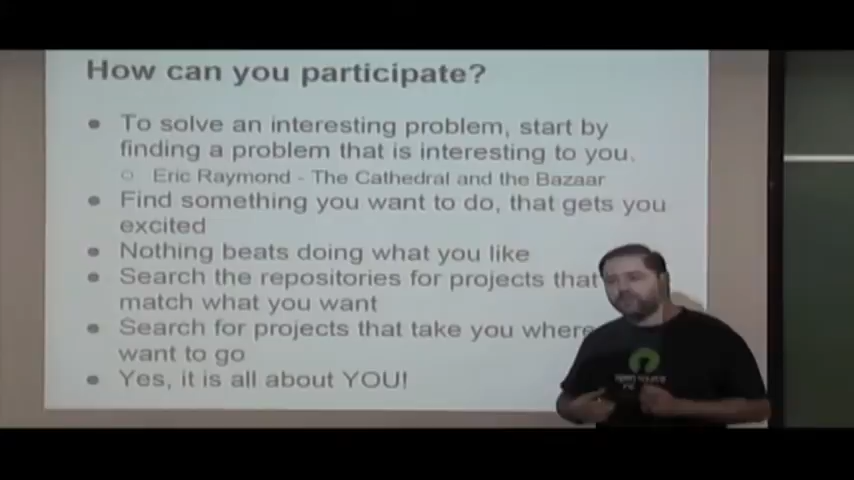 How can you participate?
To solve an interesting problem, start by
finding a problem that is interesting to you.
Eric Raymond - The Cathedral and the Bazaar
Find something you want to do, that gets you
excited
Nothing beats doing what you like
Search the repositories for projects that
match what you want
Search for projects that take you where
want to go
Yes, it is all about YOU!